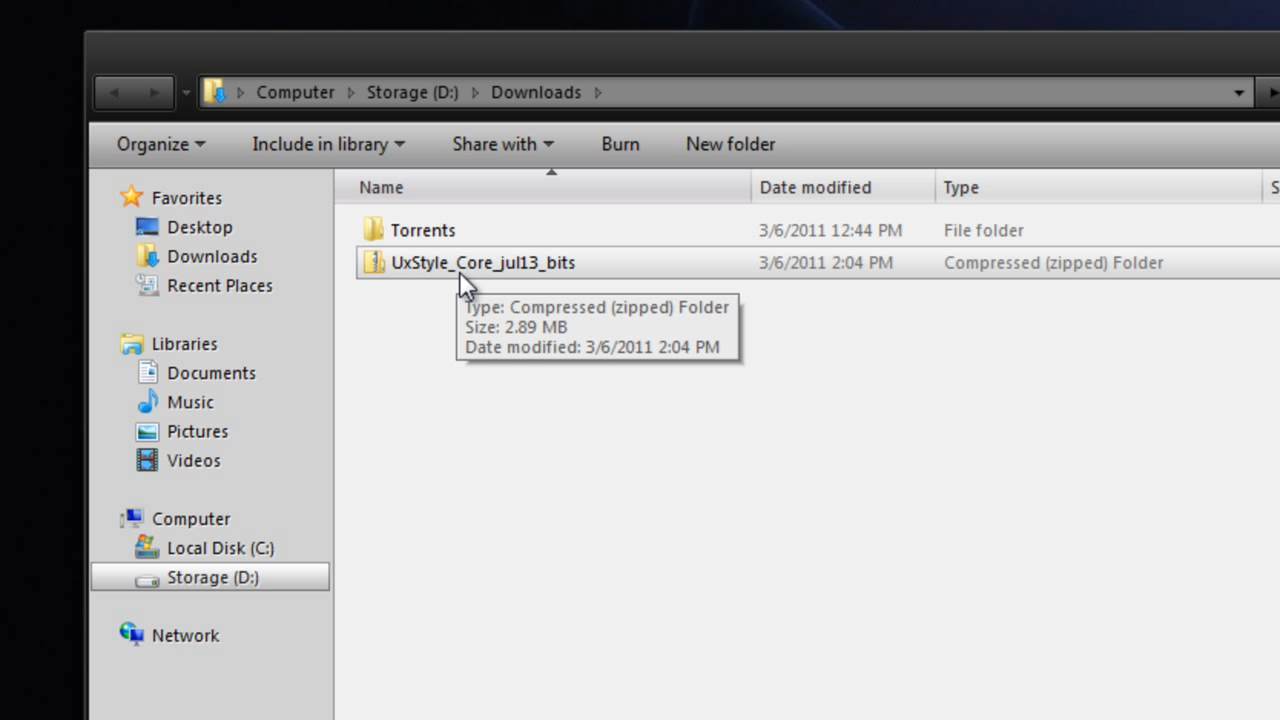 Computer Storage (D:) Downloads
Organize Include in library Share with Burn New folder
Name Date modified Type S
Favorites
Desktop
Downloads
Recent Places
Libraries
Documents
Music
Pictures
Videos
Computer
Local Disk (C:)
Storage (D:)
Network
Torrents 3/6/2011 12:44 PM File folder
UxStyle_Core_jul13_bits 3/6/2011 2:04 PM Compressed (zipped) Folder
Type: Compressed (zipped) Folder
Size: 2.89 MB
Date modified: 3/6/2011 2:04 PM